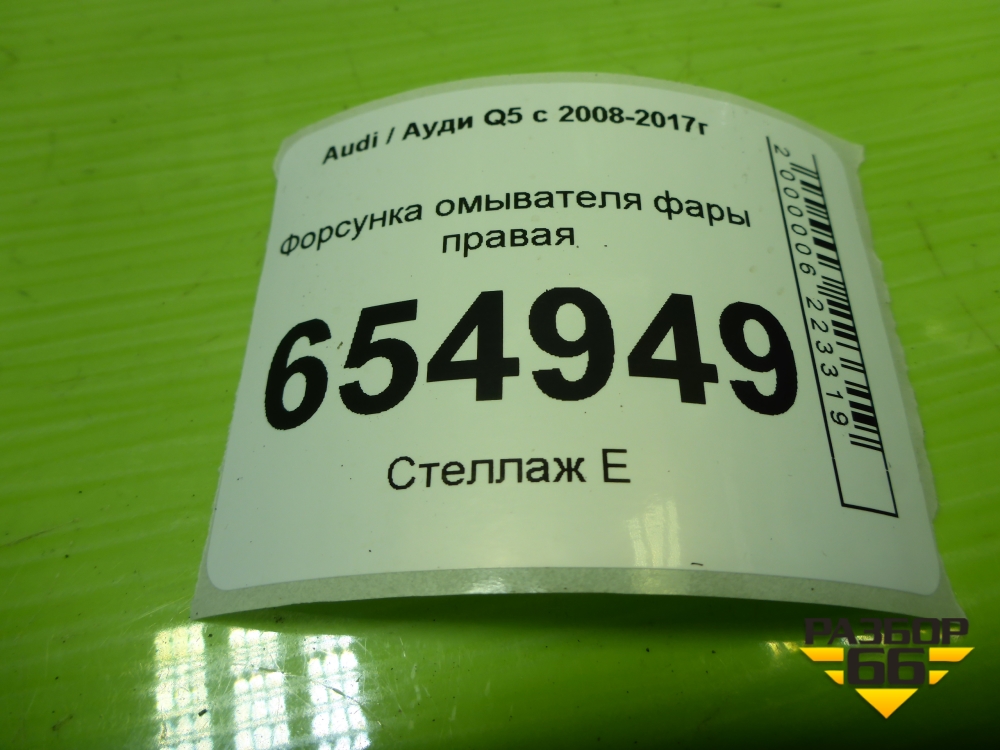 Audi / Ауди Q5 с 2008-2017г
Форсунка омывателя фары
правая
654949
Стеллаж Е
2000006223319
РАЗБОР
66